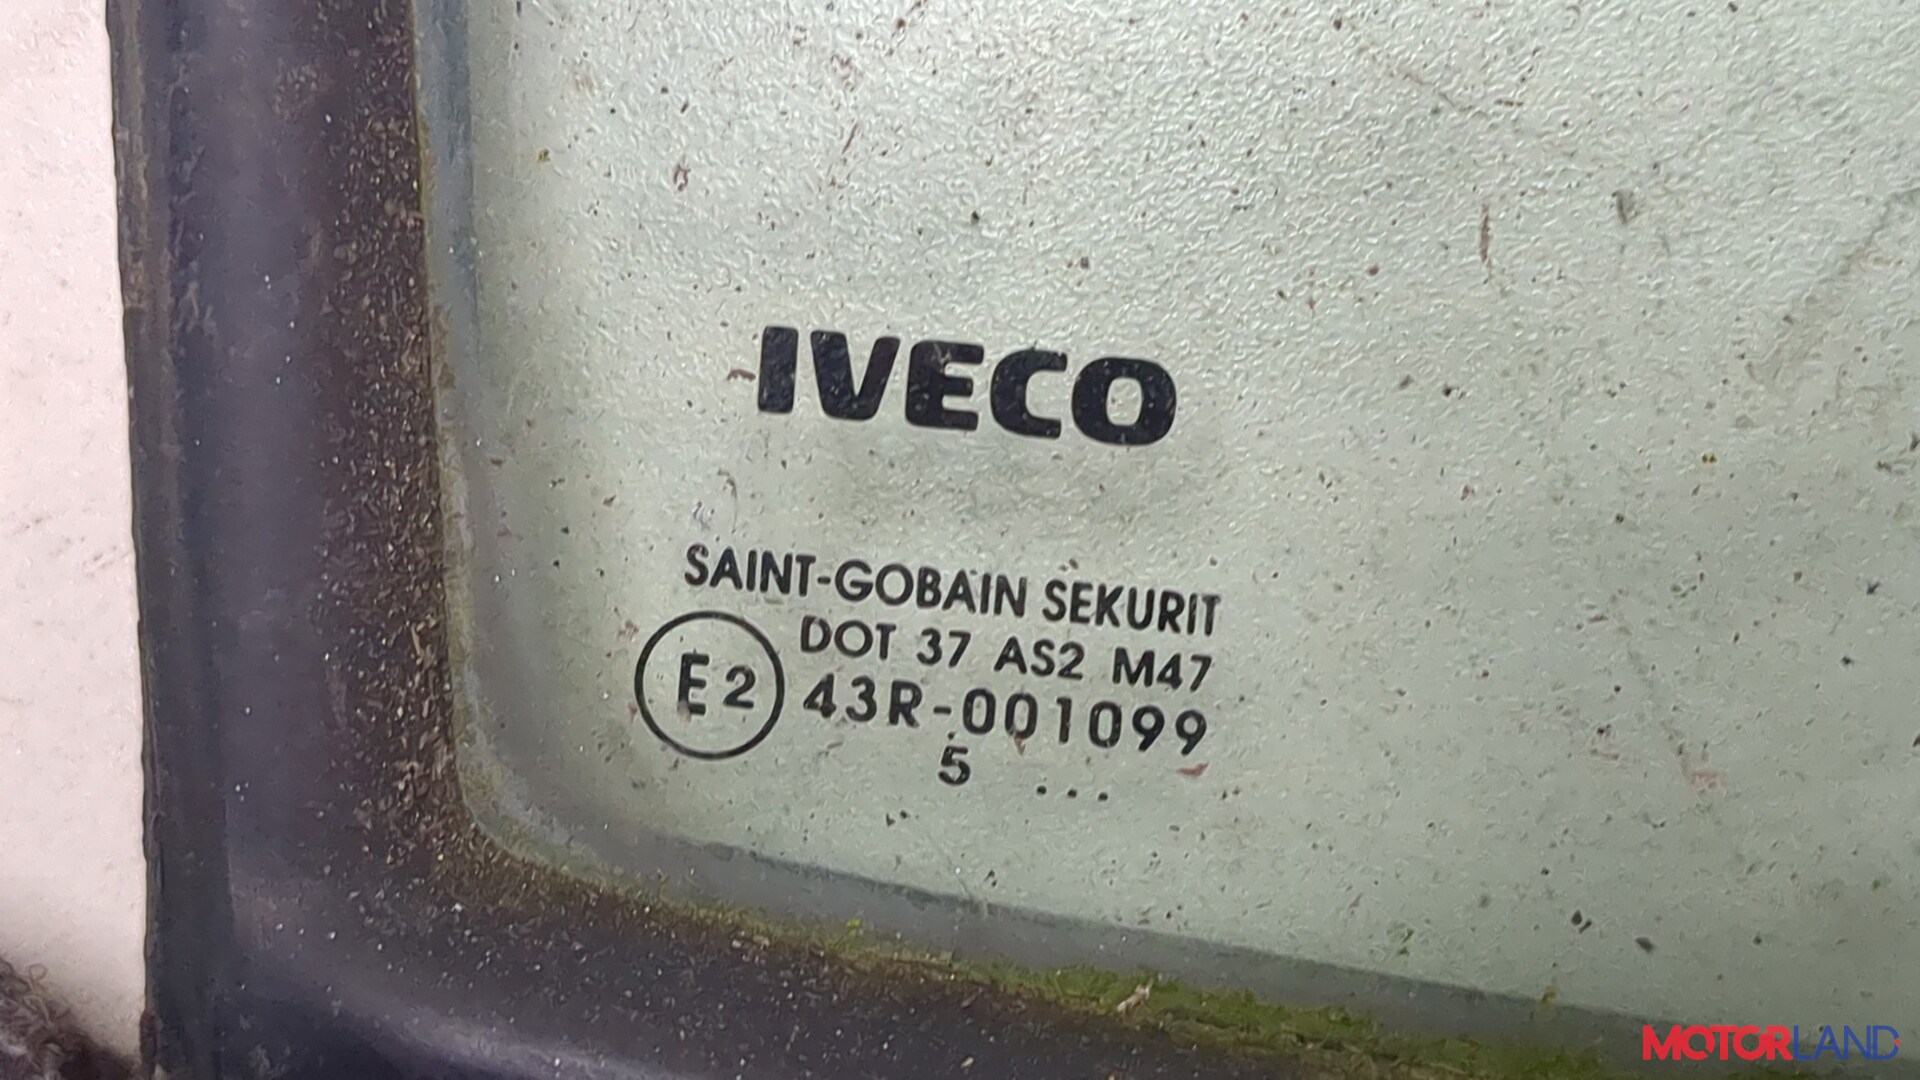 IVECO
SAINT-GOBAIN SEKURIT
DOT 37 AS2 M47
E2 43R-001099
5 ...
MOTORLAND